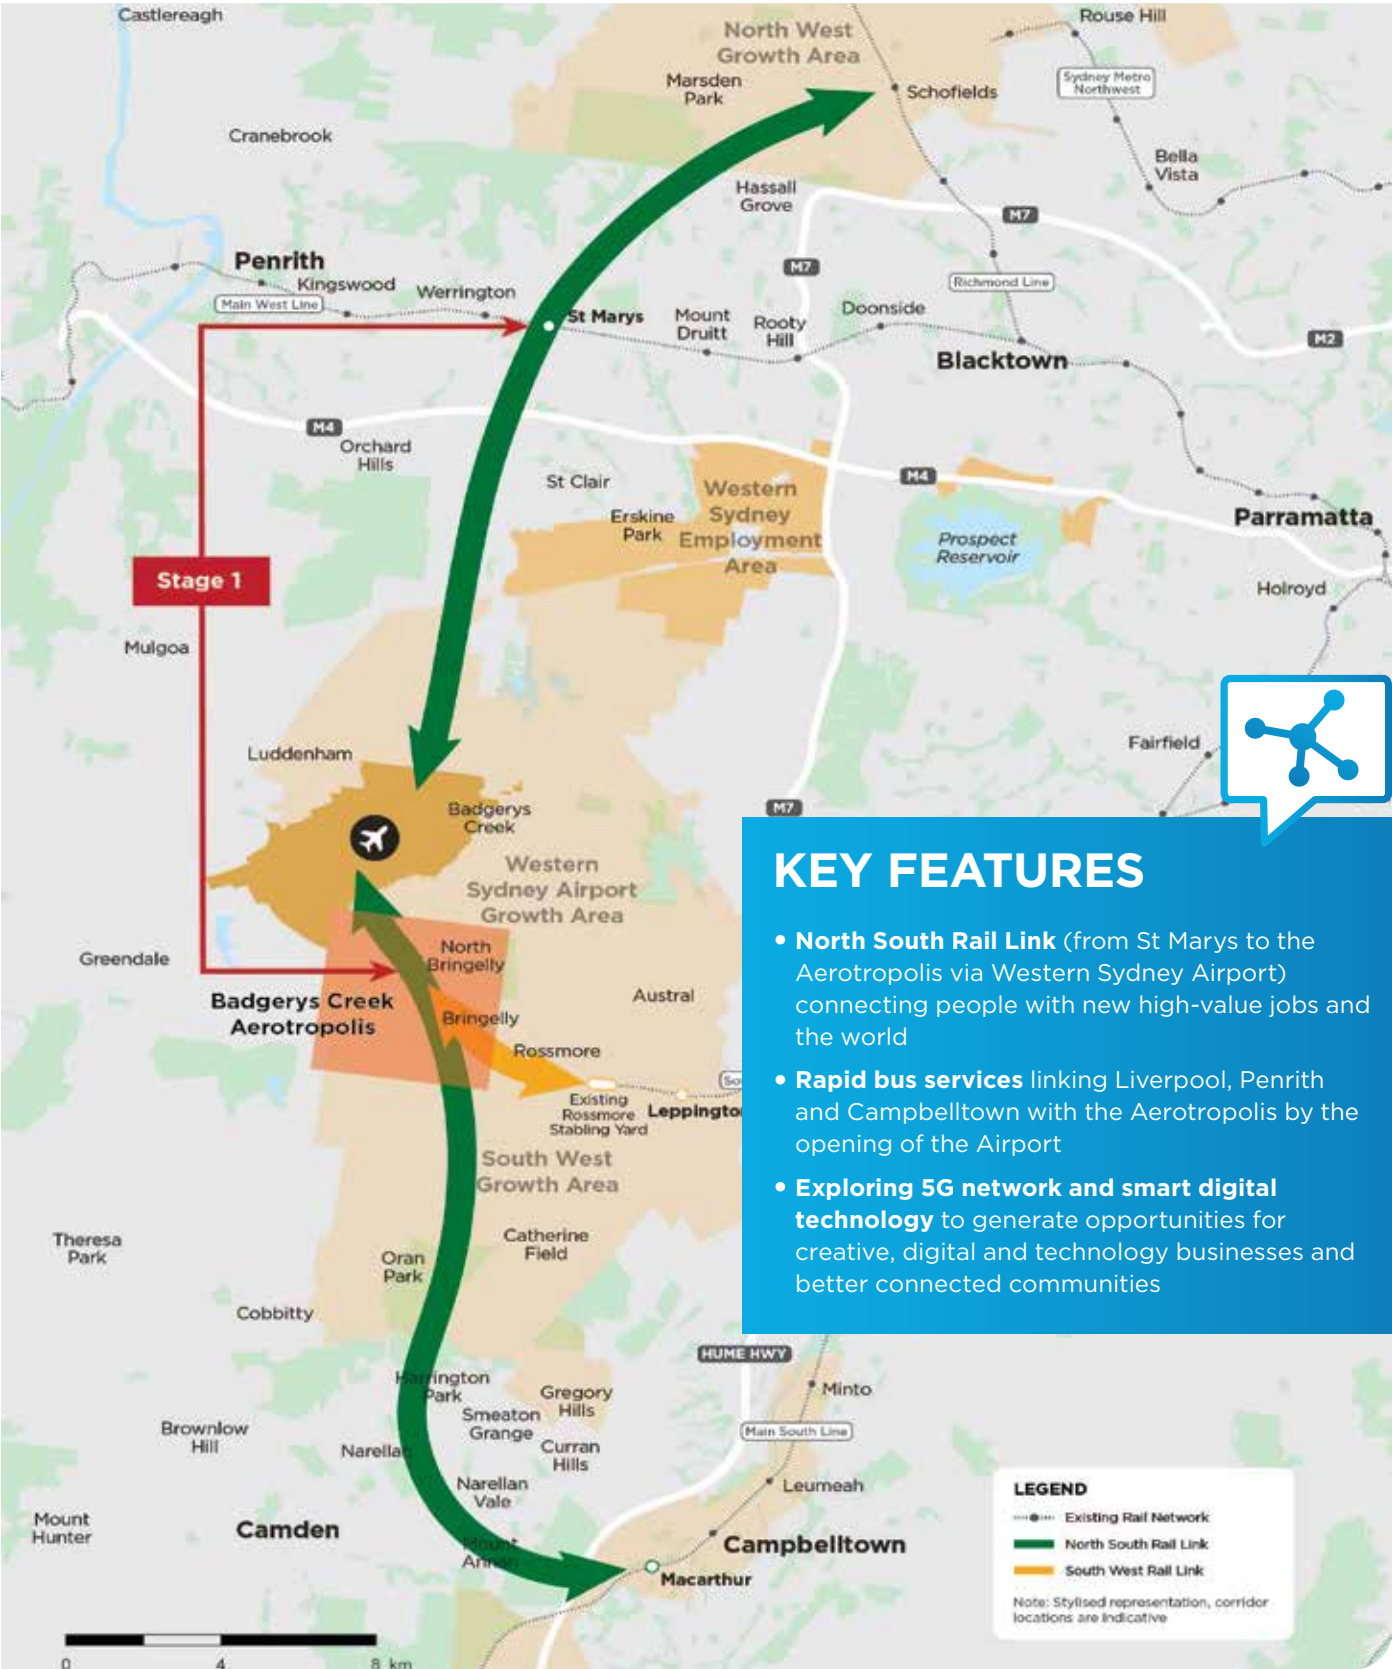 Castlereagh
Rouse Hill
North West
Growth Area
Sydney Metro
Northwest
Marsden
Park
Schofields
Cranebrook
Bella
Vista
Hassall
Grove
M7
Penrith
M7
Kingswood
Richmond Line
Werrington
Main West Line
Doonside
St Marys
Mount
Druitt
Rooty
Hill
M2
Blacktown
M4
Orchard
Hills
M4
St Clair
Western
Sydney
Employment
Area
Erskine
Park
Parramatta
Prospect
Reservoir
Stage 1
Holroyd
Mulgoa
Fairfield
Luddenham
M7
Badgerys
Creek
Western
Sydney Airport
Growth Area
North
Bringelly
Greendale
Badgerys Creek
Aerotropolis
Austral
Bringelly
Rossmore
Existing
Rossmore
Stabling Yard
Leppington
South West
Growth Area
Theresa
Park
Catherine
Field
Oran
Park
Cobbitty
KEY FEATURES
• North South Rail Link (from St Marys to the
Aerotropolis via Western Sydney Airport)
connecting people with new high-value jobs and
the world
• Rapid bus services linking Liverpool, Penrith
and Campbelltown with the Aerotropolis by the
opening of the Airport
• Exploring 5G network and smart digital
technology to generate opportunities for
creative, digital and technology businesses and
better connected communities
HUME HWY
Harrington
Park
Gregory
Hills
Minto
Smeaton
Grange
Main South Line
Brownlow
Hill
Narellan
Curran
Hills
Narellan
Vale
Leumeah
Mount
Hunter
Camden
Mount
Annan
Campbelltown
Macarthur
LEGEND
Existing Rail Network
North South Rail Link
South West Rail Link
Note: Stylised representation, corridor
locations are indicative
0 4 8 km